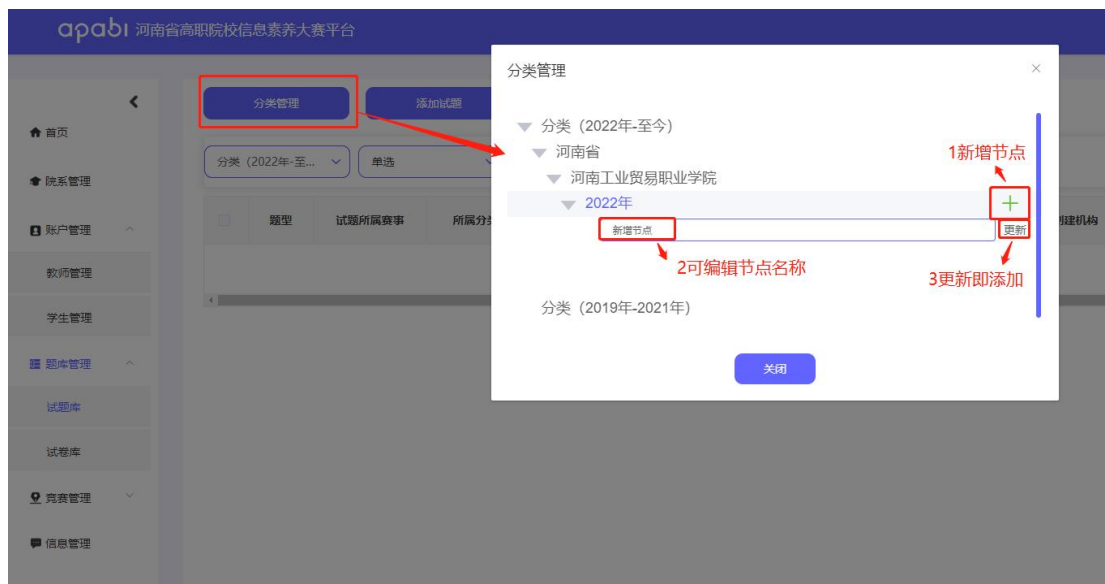 apabi 河南省高职院校信息素养大赛平台
分类管理
添加试题
分类（2022年-至...
单选
题型
试题所属赛事
所属分
创建机构
首页
院系管理
账户管理
教师管理
学生管理
题库管理
试题库
试卷库
竞赛管理
信息管理
分类管理
×
分类（2022年-至今）
河南省
河南工业贸易职业学院
2022年
1新增节点
新增节点
更新
2可编辑节点名称
3更新即添加
分类（2019年-2021年）
关闭